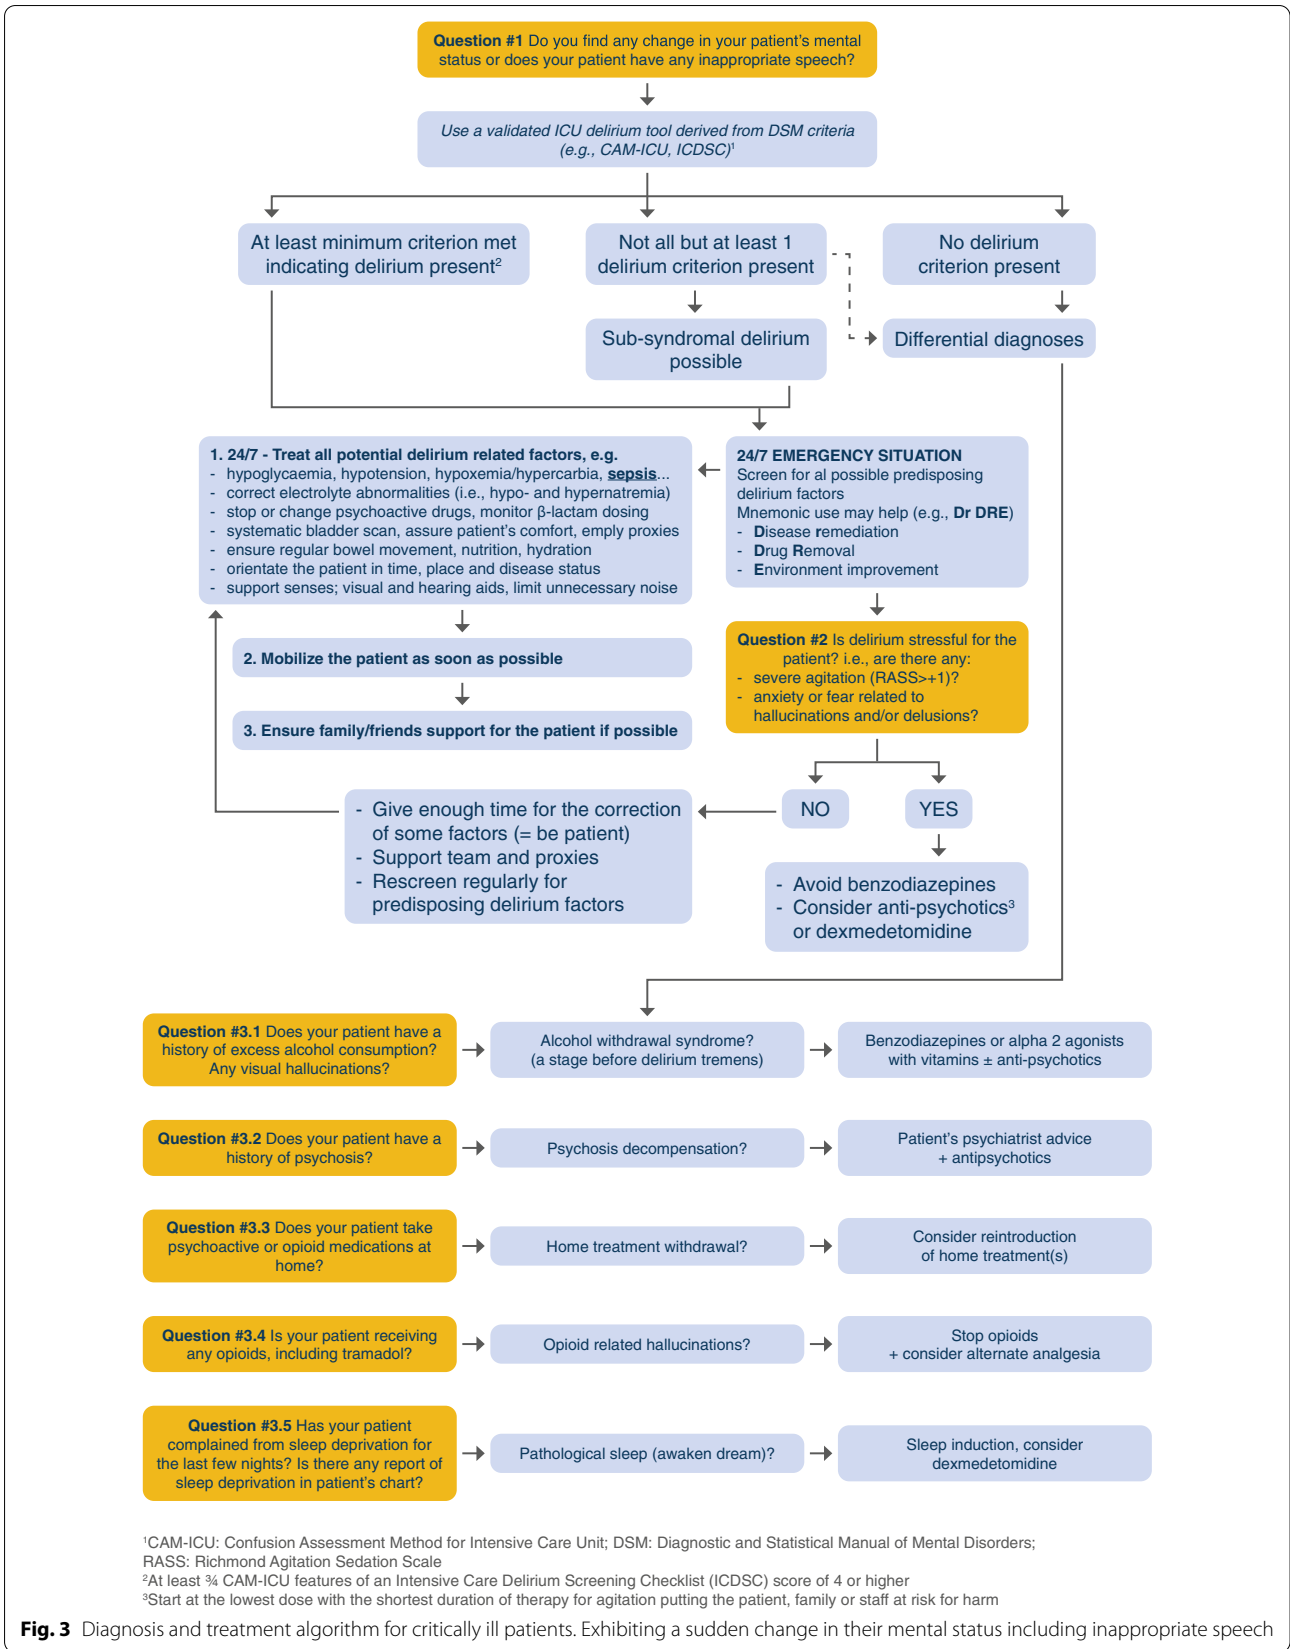 Question #1 Do you find any change in your patient's mental
status or does your patient have any inappropriate speech?
Use a validated ICU delirium tool derived from DSM criteria
(e.g., CAM-ICU, ICDSC)¹
At least minimum criterion met
indicating delirium present²
Not all but at least 1
delirium criterion present
No delirium
criterion present
Sub-syndromal delirium
possible
Differential diagnoses
1. 24/7 - Treat all potential delirium related factors, e.g.
- hypoglycaemia, hypotension, hypoxemia/hypercarbia, sepsis...
- correct electrolyte abnormalities (i.e., hypo- and hypernatremia)
- stop or change psychoactive drugs, monitor β-lactam dosing
- systematic bladder scan, assure patient's comfort, emply proxies
- ensure regular bowel movement, nutrition, hydration
- orientate the patient in time, place and disease status
- support senses; visual and hearing aids, limit unnecessary noise
24/7 EMERGENCY SITUATION
Screen for al possible predisposing
delirium factors
Mnemonic use may help (e.g., Dr DRE)
- Disease remediation
- Drug Removal
- Environment improvement
2. Mobilize the patient as soon as possible
3. Ensure family/friends support for the patient if possible
Question #2 Is delirium stressful for the
patient? i.e., are there any:
- severe agitation (RASS>+1)?
- anxiety or fear related to
hallucinations and/or delusions?
NO
YES
- Give enough time for the correction
of some factors (= be patient)
- Support team and proxies
- Rescreen regularly for
predisposing delirium factors
- Avoid benzodiazepines
- Consider anti-psychotics³
or dexmedetomidine
Question #3.1 Does your patient have a
history of excess alcohol consumption?
Any visual hallucinations?
Alcohol withdrawal syndrome?
(a stage before delirium tremens)
Benzodiazepines or alpha 2 agonists
with vitamins ± anti-psychotics
Question #3.2 Does your patient have a
history of psychosis?
Psychosis decompensation?
Patient's psychiatrist advice
+ antipsychotics
Question #3.3 Does your patient take
psychoactive or opioid medications at
home?
Home treatment withdrawal?
Consider reintroduction
of home treatment(s)
Question #3.4 Is your patient receiving
any opioids, including tramadol?
Opioid related hallucinations?
Stop opioids
+ consider alternate analgesia
Question #3.5 Has your patient
complained from sleep deprivation for
the last few nights? Is there any report of
sleep deprivation in patient's chart?
Pathological sleep (awaken dream)?
Sleep induction, consider
dexmedetomidine
¹CAM-ICU: Confusion Assessment Method for Intensive Care Unit; DSM: Diagnostic and Statistical Manual of Mental Disorders;
RASS: Richmond Agitation Sedation Scale
²At least ¾ CAM-ICU features of an Intensive Care Delirium Screening Checklist (ICDSC) score of 4 or higher
³Start at the lowest dose with the shortest duration of therapy for agitation putting the patient, family or staff at risk for harm
Fig. 3 Diagnosis and treatment algorithm for critically ill patients. Exhibiting a sudden change in their mental status including inappropriate speech